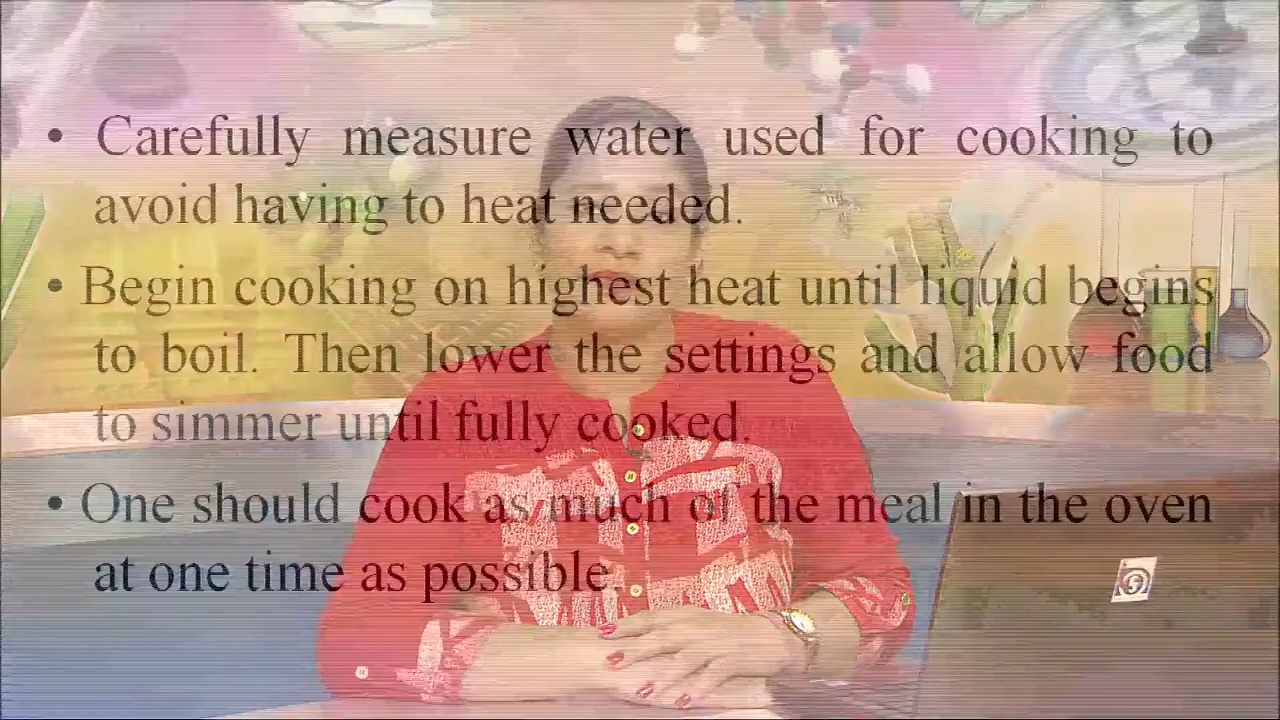 • Carefully measure water used for cooking to
avoid having to heat needed.
• Begin cooking on highest heat until liquid begins
to boil. Then lower the settings and allow food
to simmer until fully cooked.
• One should cook as much of the meal in the oven
at one time as possible.